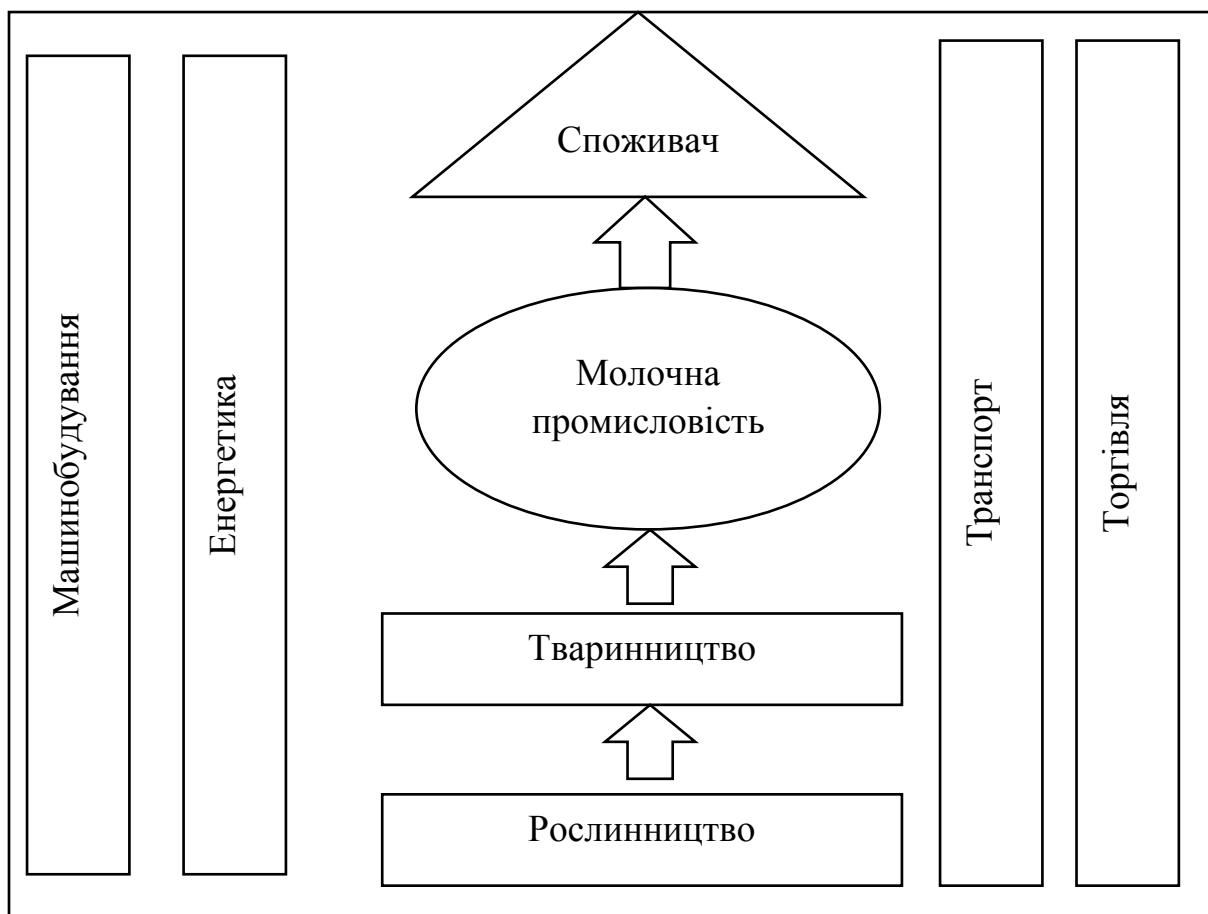 Споживач
Машинобудування
Енергетика
Молочна
промисловість
Транспорт
Торгівля
Тваринництво
Рослинництво